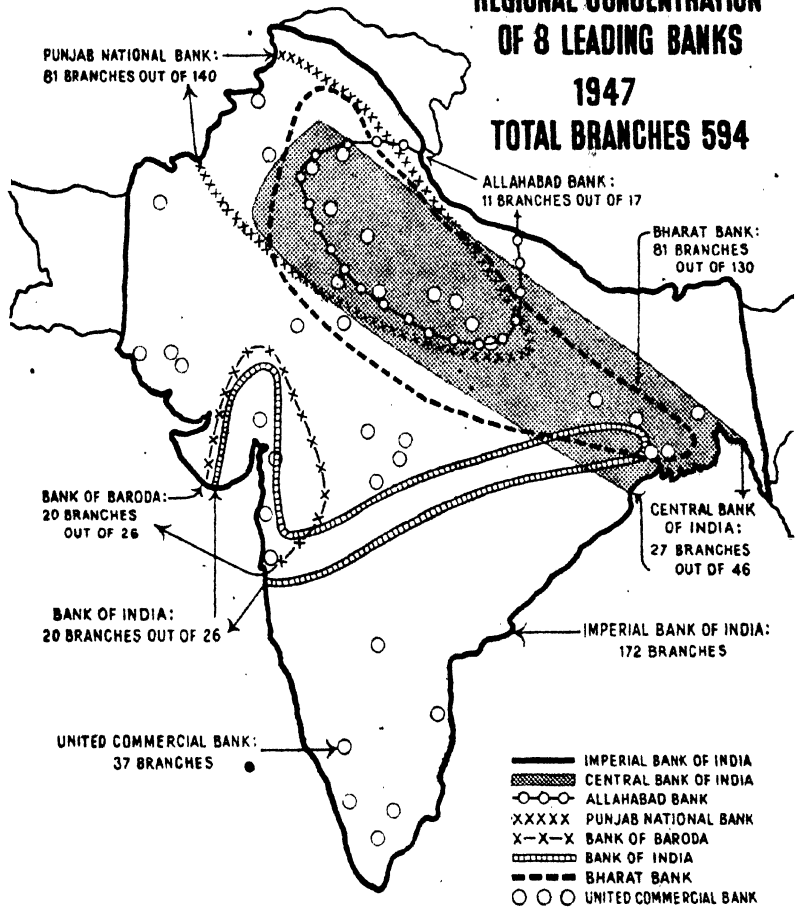 REGIONAL CONCENTRATION
OF 8 LEADING BANKS
1947
TOTAL BRANCHES 594
PUNJAB NATIONAL BANK:
81 BRANCHES OUT OF 140
ALLAHABAD BANK:
11 BRANCHES OUT OF 17
BHARAT BANK:
81 BRANCHES
OUT OF 130
BANK OF BARODA:
20 BRANCHES
OUT OF 26
CENTRAL BANK
OF INDIA:
27 BRANCHES
OUT OF 46
BANK OF INDIA:
20 BRANCHES OUT OF 26
IMPERIAL BANK OF INDIA:
172 BRANCHES
UNITED COMMERCIAL BANK:
37 BRANCHES
IMPERIAL BANK OF INDIA
CENTRAL BANK OF INDIA
ALLAHABAD BANK
PUNJAB NATIONAL BANK
BANK OF BARODA
BANK OF INDIA
BHARAT BANK
UNITED COMMERCIAL BANK